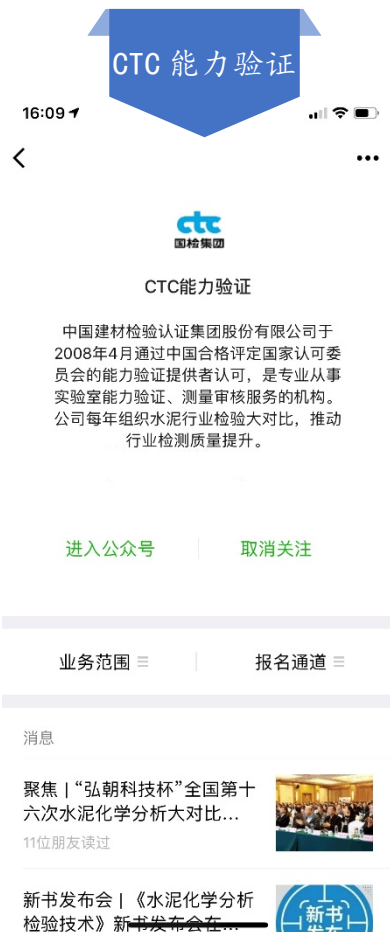 CTC 能力验证
16:09
ctc
国检集团
CTC能力验证
中国建材检验认证集团股份有限公司于
2008年4月通过中国合格评定国家认可委
员会的能力验证提供者认可，是专业从事
实验室能力验证、测量审核服务的机构。
公司每年组织水泥行业检验大对比，推动
行业检测质量提升。
进入公众号
取消关注
业务范围
报名通道
消息
聚焦 | “弘朝科技杯”全国第十
六次水泥化学分析大对比...
11位朋友读过
新书发布会 | 《水泥化学分析
检验技术》新书发布会在...
新书
发布